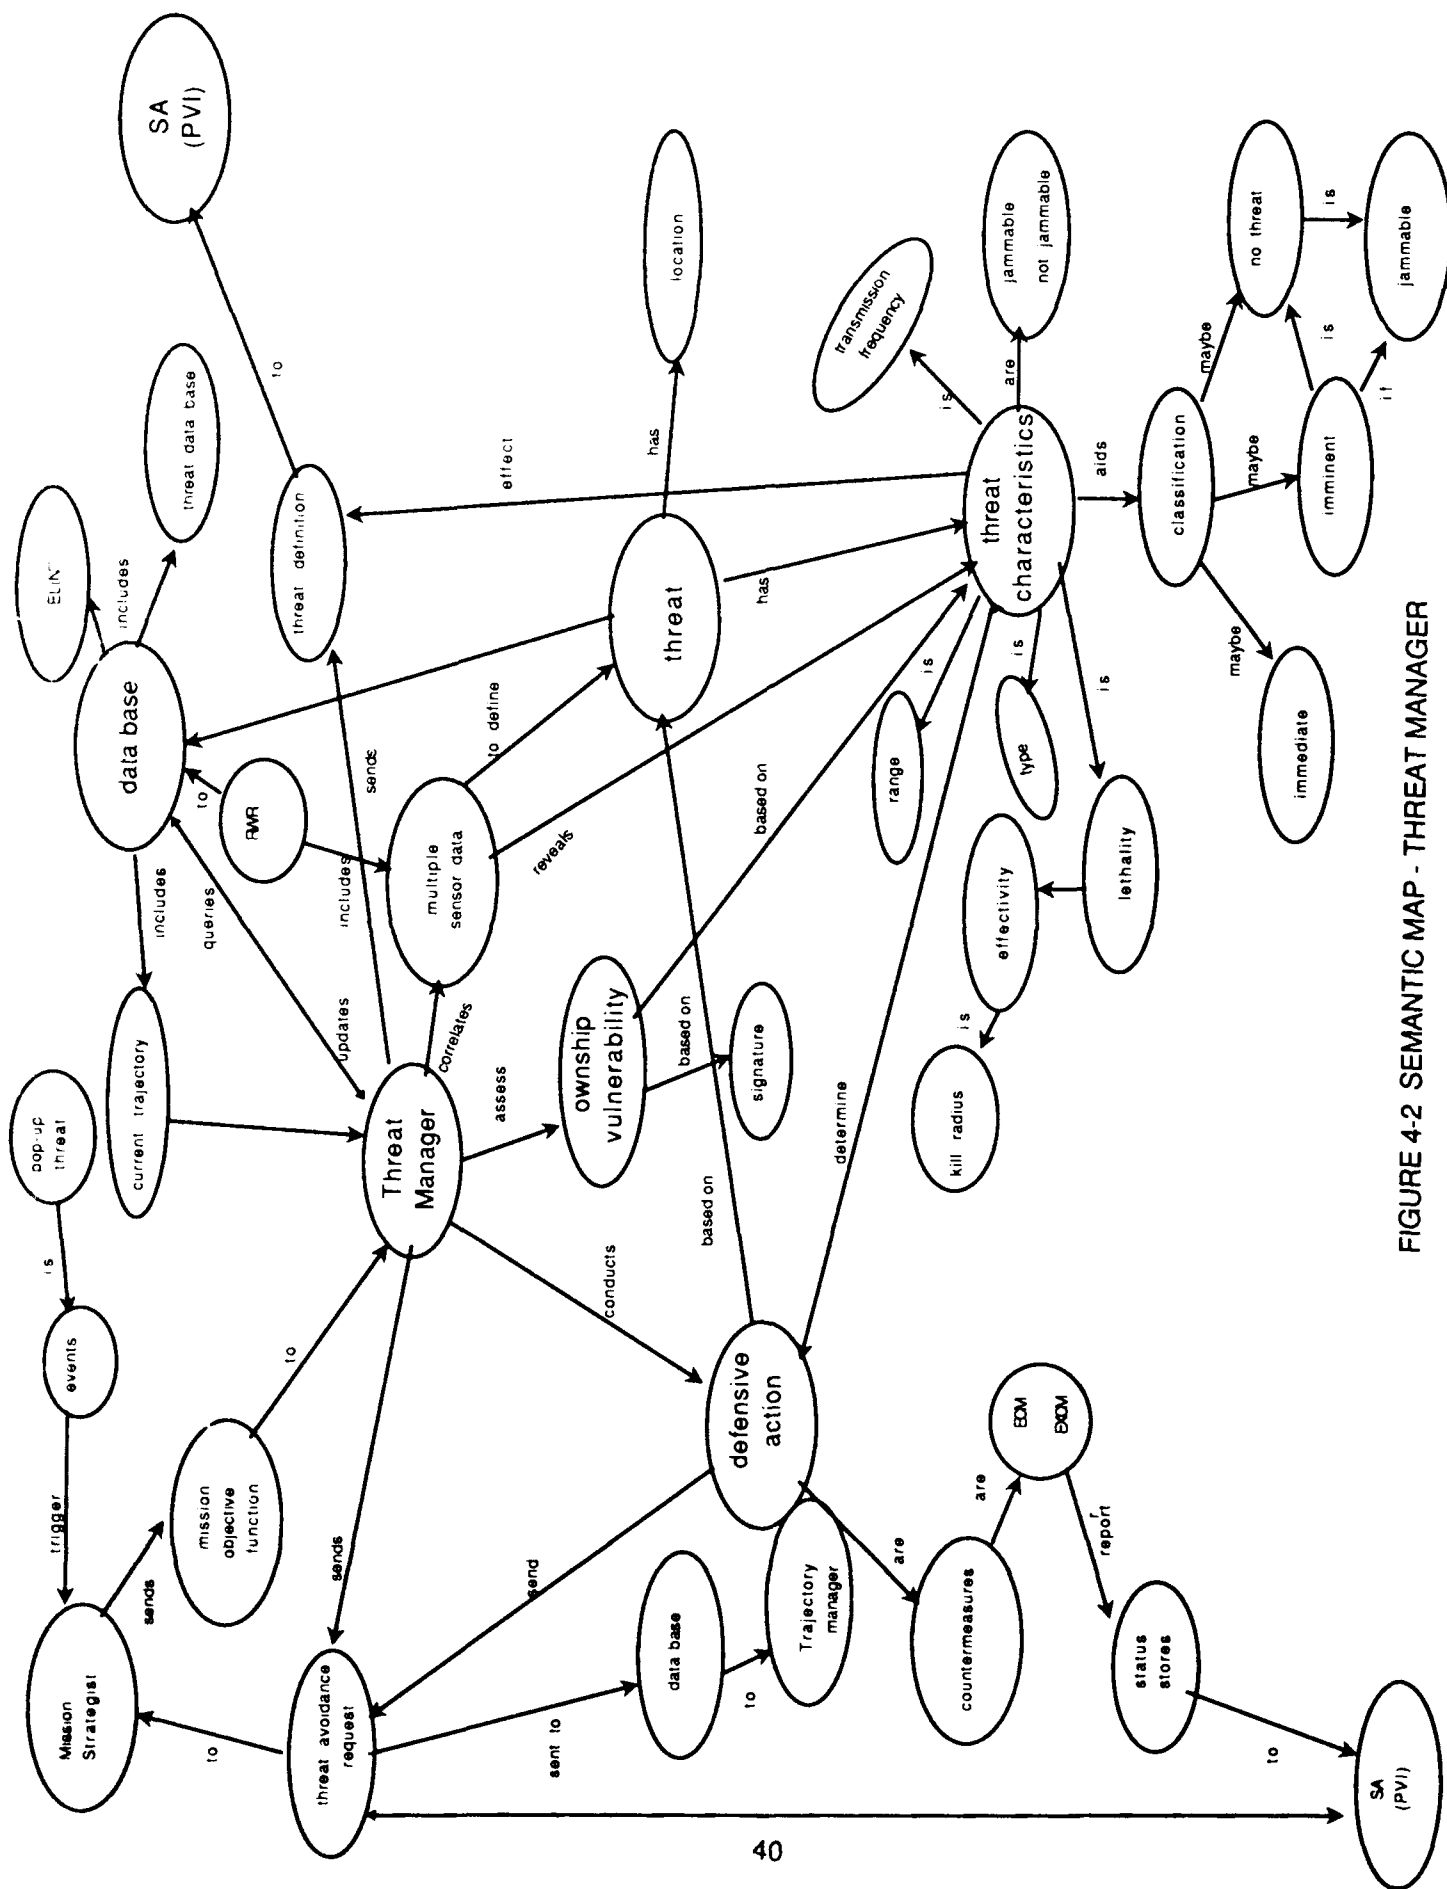 Mission
Strategist
trigger
events
is
pop-up
threat
sends
mission
objective
function
to
current trajectory
includes
data base
includes
threat data base
SA
(PVI)
to
queries
to
RWR
threat definition
threat avoidance
request
to
sends
Threat
Manager
updates
includes
sends
correlates
multiple
sensor data
to define
effect
assess
reveals
ownship
vulnerability
based on
signature
threat
has
location
has
conducts
send
sent to
data base
to
Trajectory
manager
defensive
action
based on
determine
based on
are
countermeasures
are
ECM
EXCM
report
status
stores
to
SA
(PVI)
threat
characteristics
is
transmission
frequency
are
jammable
not jammable
is
range
is
type
is
lethality
effectivity
is
kill radius
aids
classification
maybe
no threat
is
jammable
maybe
imminent
is
if
maybe
immediate
FIGURE 4-2 SEMANTIC MAP - THREAT MANAGER
40